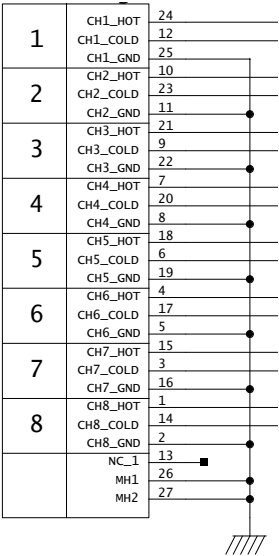 CH1_HOT 24
1 CH1_COLD 12
CH1_GND 25
CH2_HOT 10
2 CH2_COLD 23
CH2_GND 11
CH3_HOT 21
3 CH3_COLD 9
CH3_GND 22
CH4_HOT 7
4 CH4_COLD 20
CH4_GND 8
CH5_HOT 18
5 CH5_COLD 6
CH5_GND 19
CH6_HOT 4
6 CH6_COLD 17
CH6_GND 5
CH7_HOT 15
7 CH7_COLD 3
CH7_GND 16
CH8_HOT 1
8 CH8_COLD 14
CH8_GND 2
NC_1 13
MH1 26
MH2 27